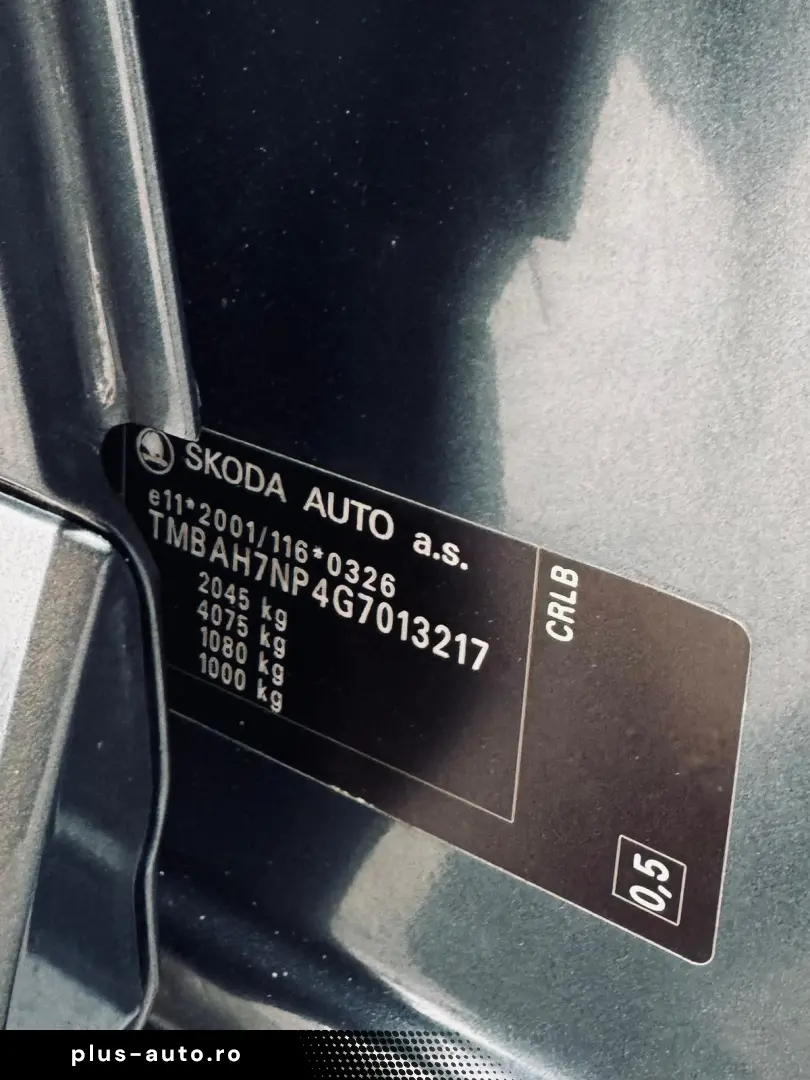 ŠKODA AUTO a.s.
e11*2001/116*0326
TMBAH7NP4G7013217
2045 kg
4075 kg
1080 kg
1000 kg
CRLB
0,5
plus-auto.ro